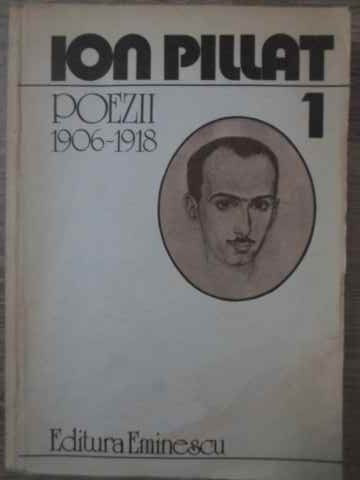 ION PILLAT
POEZII
1906-1918
1
Editura Eminescu